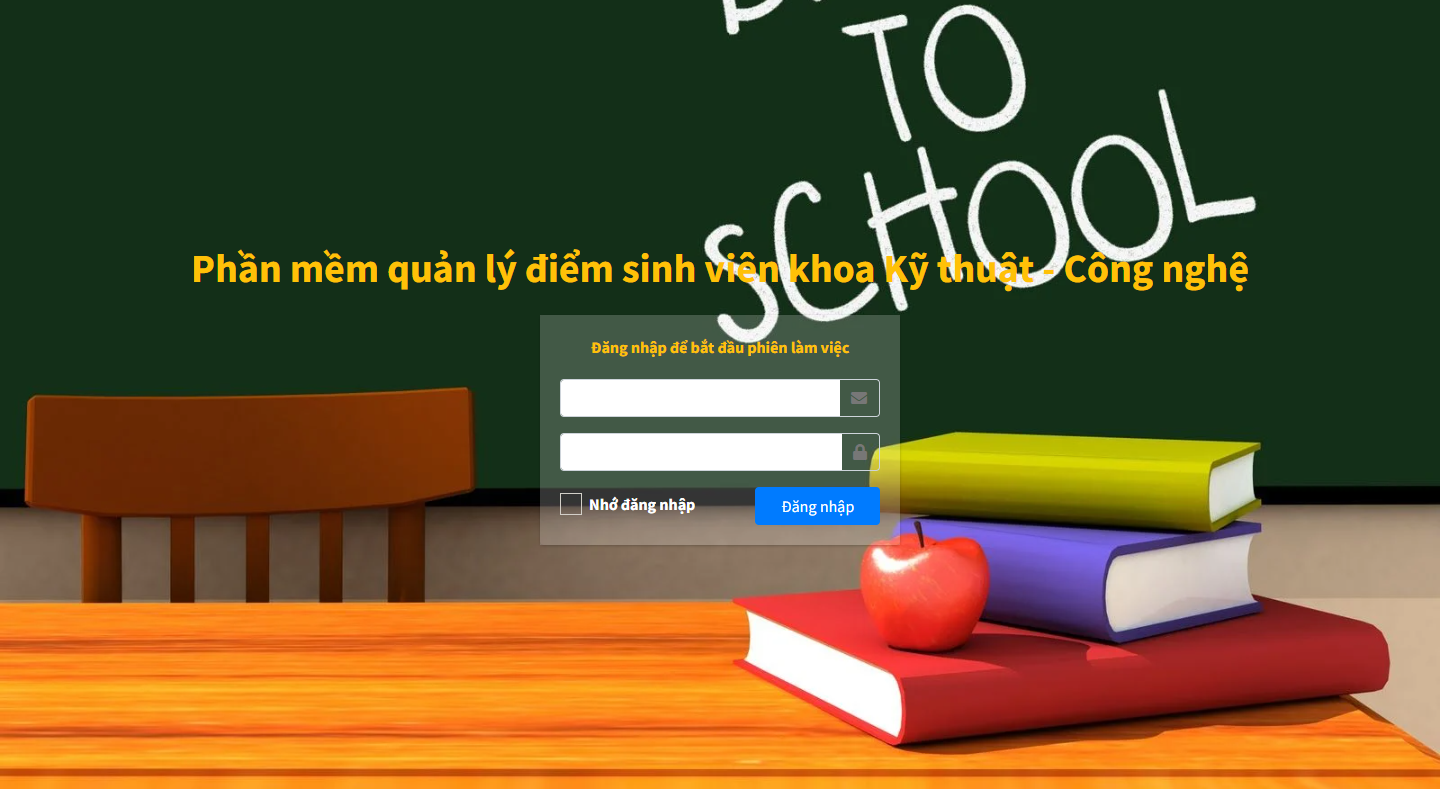 TO
SCHOOL
Phần mềm quản lý điểm sinh viên khoa Kỹ thuật - Công nghệ
Đăng nhập để bắt đầu phiên làm việc
Nhớ đăng nhập
Đăng nhập